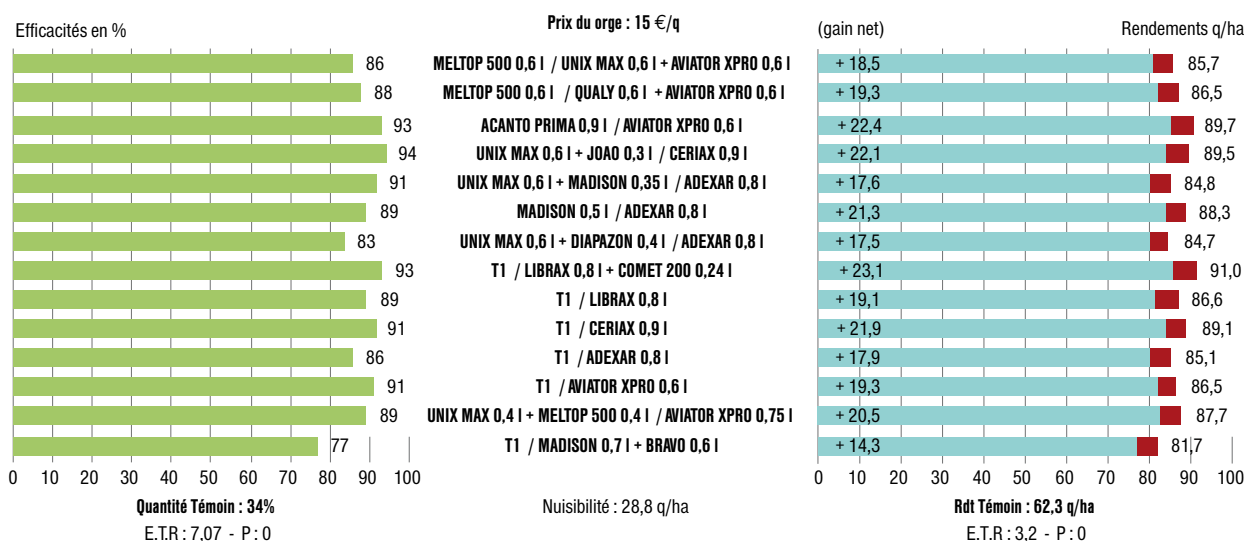 Efficacités en %
Prix du orge : 15 €/q
(gain net)
Rendements q/ha
86 MELTOP 500 0,6 l / UNIX MAX 0,6 l + AVIATOR XPRO 0,6 l + 18,5 85,7
88 MELTOP 500 0,6 l / QUALY 0,6 l + AVIATOR XPRO 0,6 l + 19,3 86,5
93 ACANTO PRIMA 0,9 l / AVIATOR XPRO 0,6 l + 22,4 89,7
94 UNIX MAX 0,6 l + JOAO 0,3 l / CERIAX 0,9 l + 22,1 89,5
91 UNIX MAX 0,6 l + MADISON 0,35 l / ADEXAR 0,8 l + 17,6 84,8
89 MADISON 0,5 l / ADEXAR 0,8 l + 21,3 88,3
83 UNIX MAX 0,6 l + DIAPAZON 0,4 l / ADEXAR 0,8 l + 17,5 84,7
93 T1 / LIBRAX 0,8 l + COMET 200 0,24 l + 23,1 91,0
89 T1 / LIBRAX 0,8 l + 19,1 86,6
91 T1 / CERIAX 0,9 l + 21,9 89,1
86 T1 / ADEXAR 0,8 l + 17,9 85,1
91 T1 / AVIATOR XPRO 0,6 l + 19,3 86,5
89 UNIX MAX 0,4 l + MELTOP 500 0,4 l / AVIATOR XPRO 0,75 l + 20,5 87,7
77 T1 / MADISON 0,7 l + BRAVO 0,6 l + 14,3 81,7
0 10 20 30 40 50 60 70 80 90 100
0 10 20 30 40 50 60 70 80 90 100
Quantité Témoin : 34%
Nuisibilité : 28,8 q/ha
Rdt Témoin : 62,3 q/ha
E.T.R : 7,07 - P : 0
E.T.R : 3,2 - P : 0